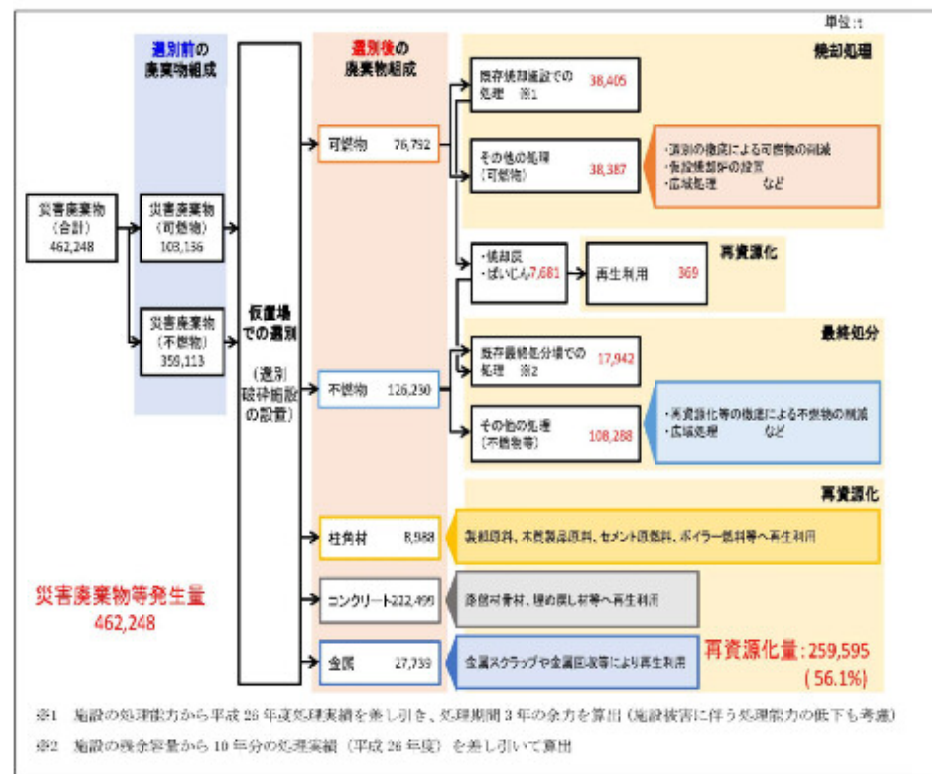 単位:t
選別前の
廃棄物組成
選別後の
廃棄物組成
焼却処理
災害廃棄物
(合計)
462,248
災害廃棄物
(可燃物)
103,136
災害廃棄物
(不燃物)
359,113
仮置場
での選別
(選別
破砕施設
の設置)
可燃物 76,792
既存焼却施設での
処理 ※1 38,405
その他の処理
(可燃物) 38,387
・選別の徹底による可燃物の削減
・仮設焼却炉の設置
・広域処理 など
・焼却灰
・ばいじん 7,681
再資源化
再生利用 369
最終処分
不燃物 126,230
既存最終処分場での
処理 ※2 17,942
その他の処理
(不燃物等) 108,288
・再資源化等の徹底による不燃物の削減
・広域処理 など
再資源化
柱角材 8,988
製紙原料、木質製品原料、セメント原燃料、ボイラー燃料等へ再生利用
コンクリート 222,499
路盤材骨材、埋め戻し材等へ再生利用
金属 27,739
金属スクラップや金属回収等により再生利用
災害廃棄物等発生量
462,248
再資源化量:259,595
(56.1%)
※1 施設の処理能力から平成 26 年度処理実績を差し引き、処理期間 3 年の余力を算出(施設被害に伴う処理能力の低下も考慮)
※2 施設の残余容量から 10 年分の処理実績(平成 26 年度)を差し引いて算出